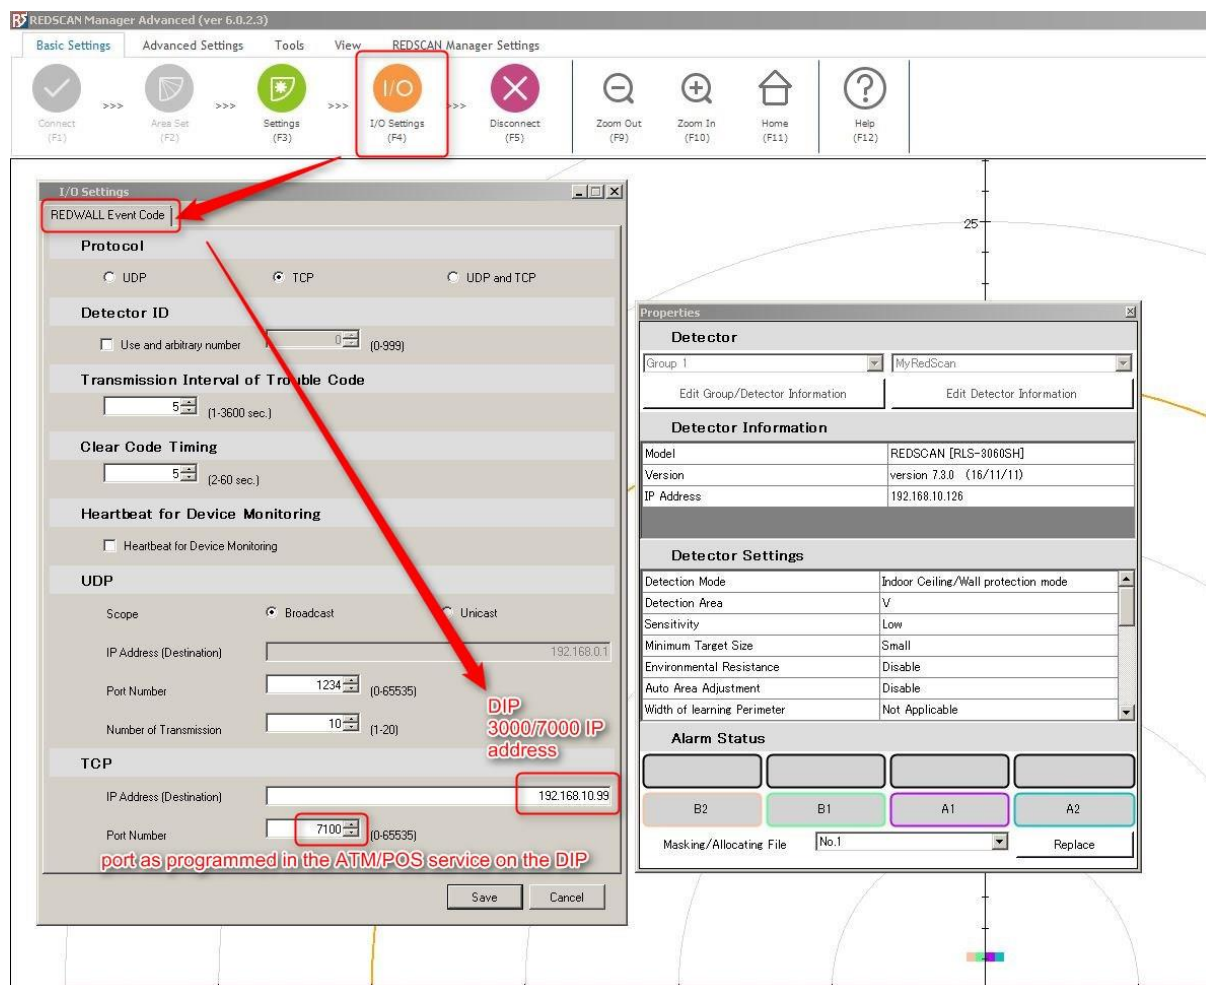 REDSCAN Manager Advanced (ver 6.0.2.3)
Basic Settings Advanced Settings Tools View REDSCAN Manager Settings
>>> >>> >>> I/O >>>
Connect Area Set Settings I/O Settings Disconnect Zoom Out Zoom In Home Help
(F1) (F2) (F3) (F4) (F5) (F9) (F10) (F11) (F12)
25
I/O Settings
REDWALL Event Code
Protocol
UDP TCP UDP and TCP
Detector ID
Use and arbitrary number 0 (0-999)
Transmission Interval of Trouble Code
5 (1-3600 sec.)
Clear Code Timing
5 (2-60 sec.)
Heartbeat for Device Monitoring
Heartbeat for Device Monitoring
UDP
Scope Broadcast Unicast
IP Address (Destination) 192.168.0.1
Port Number 1234 (0-65535)
Number of Transmission 10 (1-20)
DIP
3000/7000 IP
address
TCP
IP Address (Destination) 192.168.10.99
Port Number 7100 (0-65535)
port as programmed in the ATM/POS service on the DIP
Save Cancel
Properties
Detector
Group 1 MyRedScan
Edit Group/Detector Information Edit Detector Information
Detector Information
Model REDSCAN [RLS-3060SH]
Version version 7.3.0 (16/11/11)
IP Address 192.168.10.126
Detector Settings
Detection Mode Indoor Ceiling/Wall protection mode
Detection Area V
Sensitivity Low
Minimum Target Size Small
Environmental Resistance Disable
Auto Area Adjustment Disable
Width of learning Perimeter Not Applicable
Alarm Status
B2 B1 A1 A2
Masking/Allocating File No.1 Replace